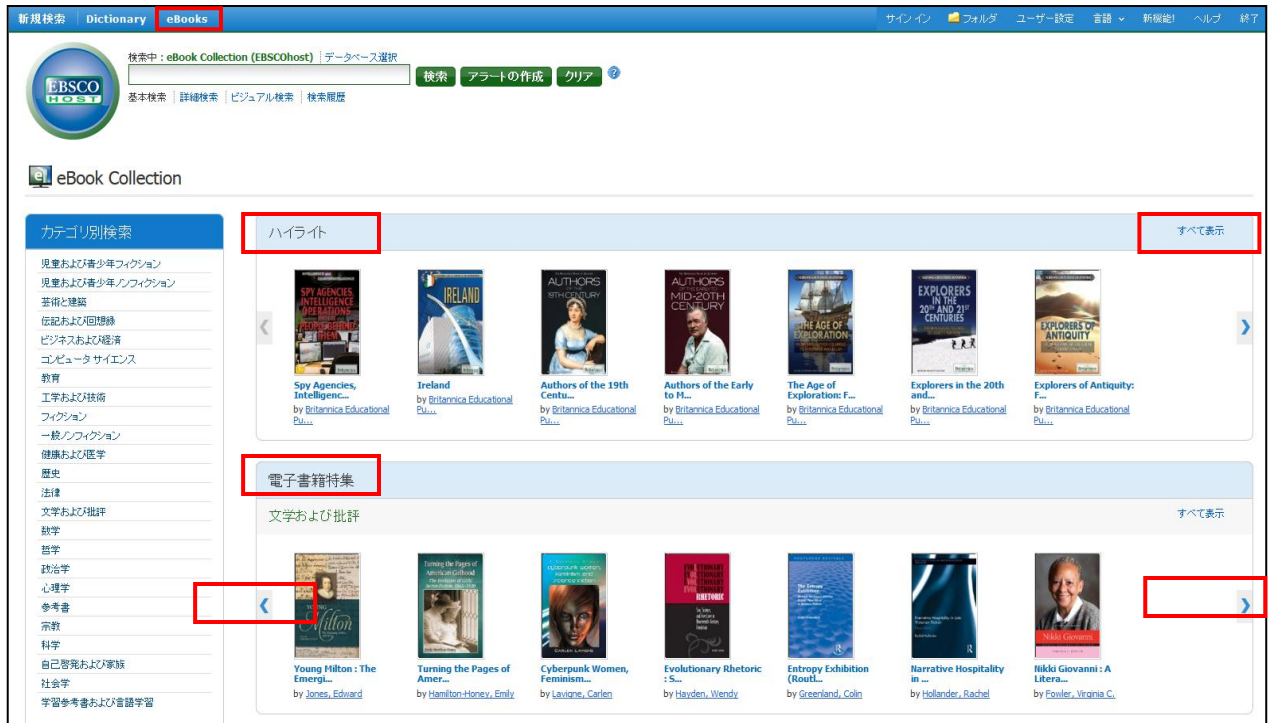 新規検索 Dictionary eBooks サインイン フォルダ ユーザー設定 言語 新機能! ヘルプ 終了
検索中 : eBook Collection (EBSCOhost) データベース選択
検索 アラートの作成 クリア ?
基本検索 詳細検索 ビジュアル検索 検索履歴
EBSCO
HOST
eBook Collection
カテゴリ別検索
児童および青少年フィクション
児童および青少年ノンフィクション
芸術と建築
伝記および回想録
ビジネスおよび経済
コンピュータ サイエンス
教育
工学および技術
フィクション
一般ノンフィクション
健康および医学
歴史
法律
文学および批評
数学
哲学
政治学
心理学
参考書
宗教
科学
自己啓発および家族
社会学
学習参考書および言語学習
ハイライト すべて表示
SPY AGENCIES,
INTELLIGENCE
OPERATIONS
PEOPLE BEHIND
THEM
IRELAND
AUTHORS
OF THE
19TH CENTURY
AUTHORS
OF THE EARLY TO
MID-20TH
CENTURY
THE AGE OF
EXPLORATION
EXPLORERS
IN THE
20TH AND 21ST
CENTURIES
EXPLORERS OF
ANTIQUITY
Spy Agencies,
Intelligenc...
by Britannica Educational
Pu...
Ireland
by Britannica Educational
Pu...
Authors of the 19th
Centu...
by Britannica Educational
Pu...
Authors of the Early
to M...
by Britannica Educational
Pu...
The Age of
Exploration: F...
by Britannica Educational
Pu...
Explorers in the 20th
and...
by Britannica Educational
Pu...
Explorers of Antiquity:
F...
by Britannica Educational
Pu...
電子書籍特集
文学および批評 すべて表示
YOUNG
Milton
Turning the Pages of
American Girlhood
cyberpunk women,
feminism and
science fiction
CARLEN LAVIGNE
RHETORIC
The Entropy
Exhibition
Narrative Hospitality in Late
Victorian Fiction
Nikki Giovanni
Young Milton : The
Emergi...
by Jones, Edward
Turning the Pages of
Amer...
by Hamilton-Honey, Emily
Cyberpunk Women,
Feminism...
by Lavigne, Carlen
Evolutionary Rhetoric
: S...
by Hayden, Wendy
Entropy Exhibition
(Routl...
by Greenland, Colin
Narrative Hospitality
in ...
by Hollander, Rachel
Nikki Giovanni : A
Litera...
by Fowler, Virginia C.